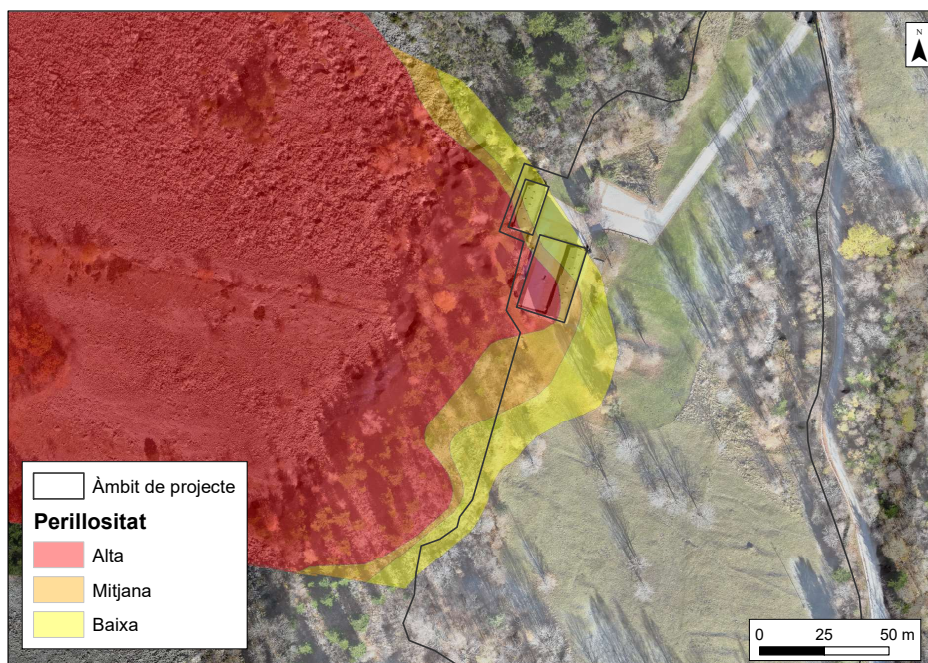 N
Àmbit de projecte
Perillositat
Alta
Mitjana
Baixa
0 25 50 m